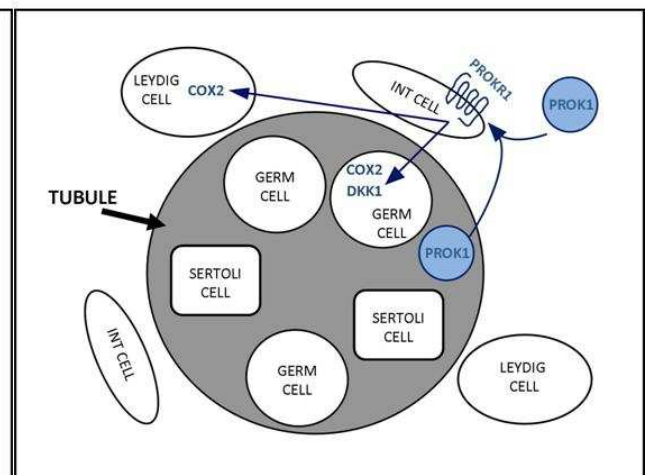 LEYDIG
CELL COX2
INT CELL
PROKR1
PROK1
GERM
CELL
COX2
DKK1
GERM
CELL
TUBULE
PROK1
SERTOLI
CELL
SERTOLI
CELL
INT CELL
GERM
CELL
LEYDIG
CELL